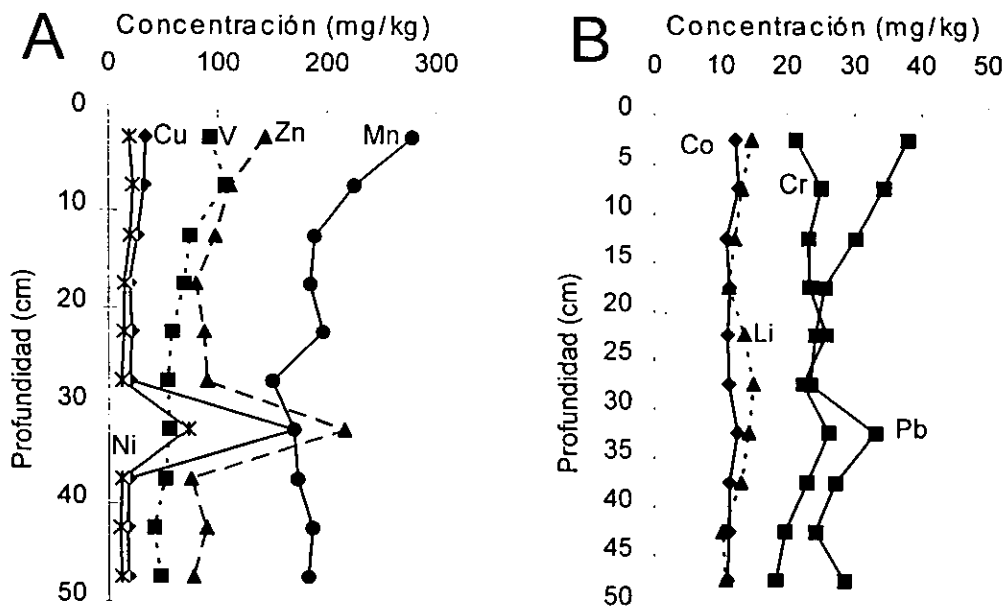 A
Concentración (mg/kg)
0 100 200 300
0
10
20
30
40
50
Profundidad (cm)
Cu
V
Zn
Mn
Ni
B
Concentración (mg/kg)
0 10 20 30 40 50
0
5
10
15
20
25
30
35
40
45
50
Profundidad (cm)
Co
Cr
Li
Pb